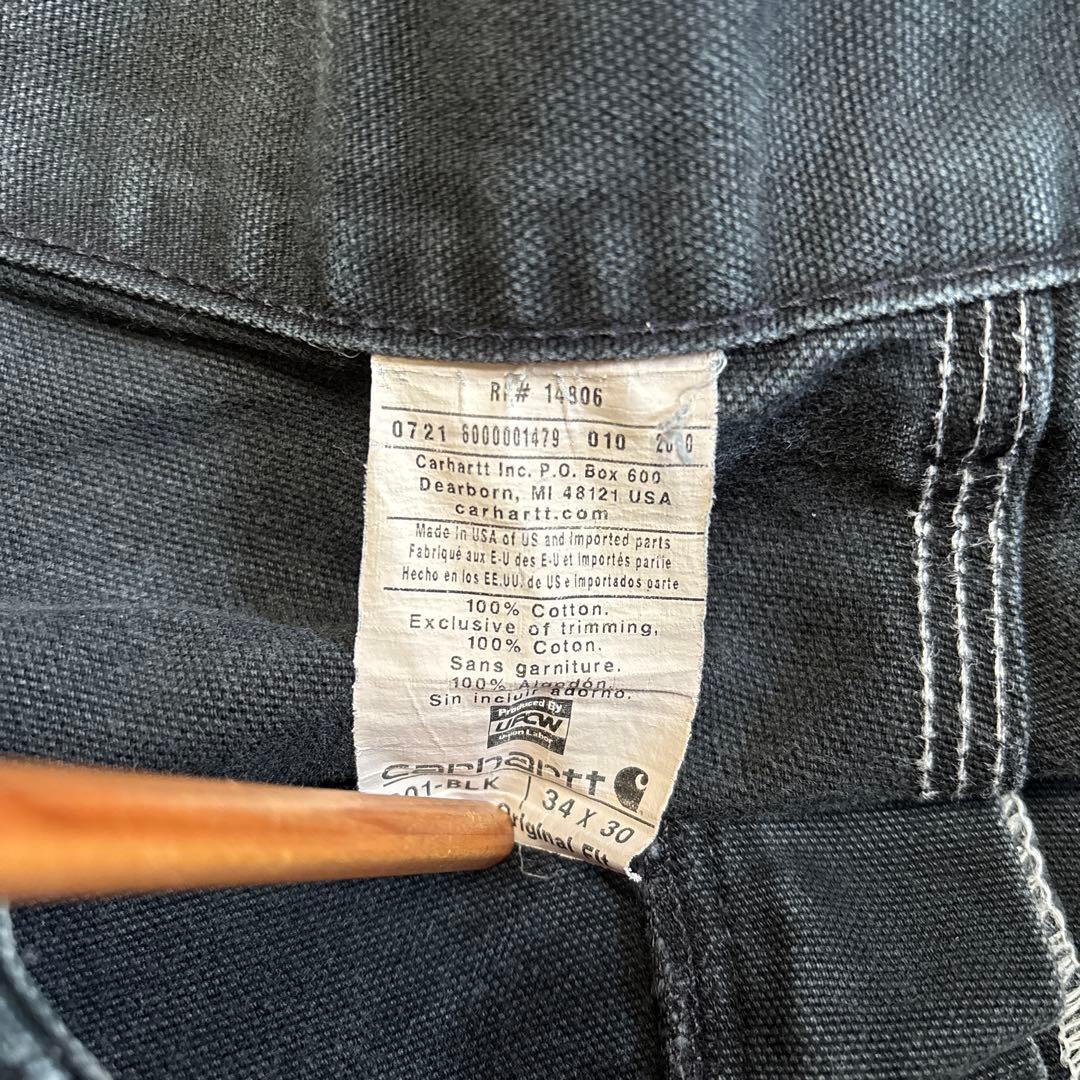 # 14806
0721 6000001479 010
Carhartt Inc. P.O. Box 600
Dearborn, MI 48121 USA
carhartt.com
Made in USA of US and imported parts
Fabriqué aux E-U des E-U et importés partie
Hecho en los EE.UU. de US e importados parte
100% Cotton.
Exclusive of trimming,
100% Coton.
Sans garniture.
100% Algodón.
Sin incluir adorno.
Produced By
UFCW
Union Labor
carhartt
01-BLK 34 X 30
Original Fit